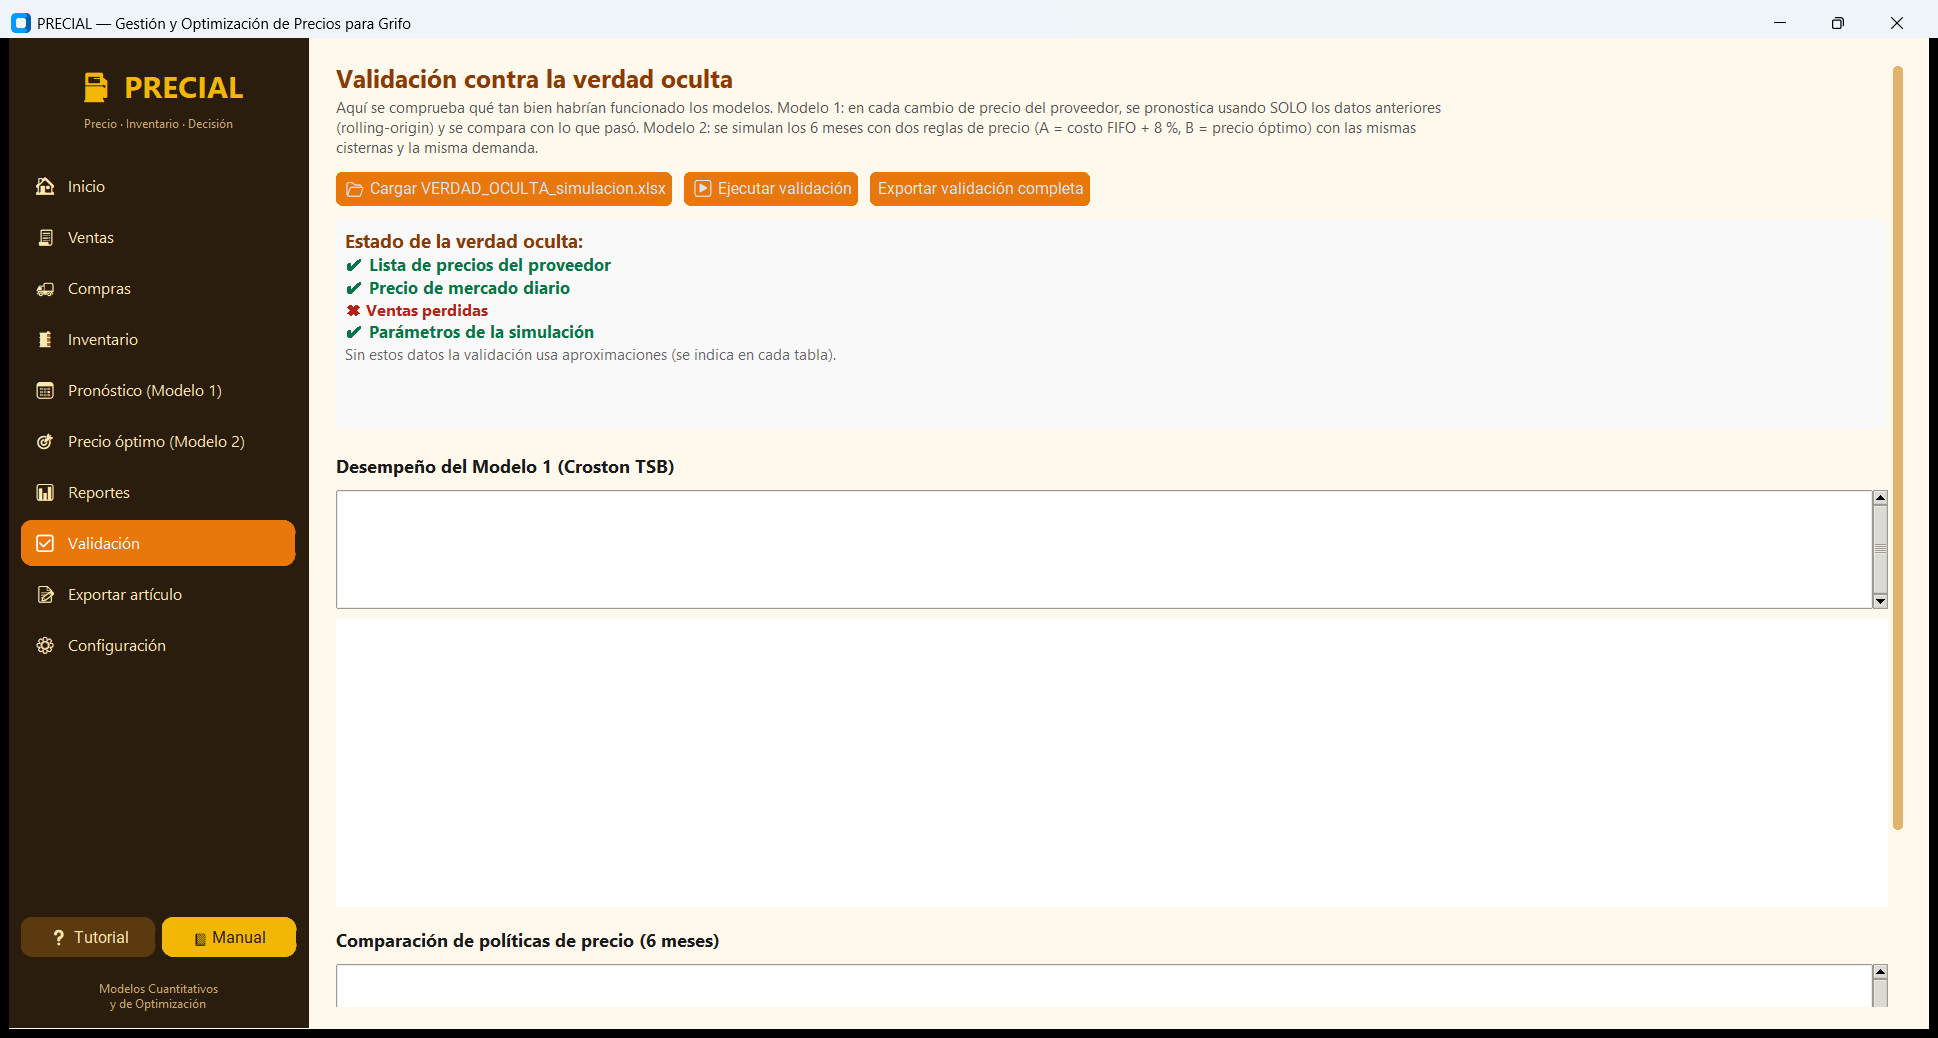 PRECIAL — Gestión y Optimización de Precios para Grifo
PRECIAL
Precio · Inventario · Decisión
Inicio
Ventas
Compras
Inventario
Pronóstico (Modelo 1)
Precio óptimo (Modelo 2)
Reportes
Validación
Exportar artículo
Configuración
? Tutorial
Manual
Modelos Cuantitativos
y de Optimización
Validación contra la verdad oculta
Aquí se comprueba qué tan bien habrían funcionado los modelos. Modelo 1: en cada cambio de precio del proveedor, se pronostica usando SOLO los datos anteriores
(rolling-origin) y se compara con lo que pasó. Modelo 2: se simulan los 6 meses con dos reglas de precio (A = costo FIFO + 8 %, B = precio óptimo) con las mismas
cisternas y la misma demanda.
Cargar VERDAD_OCULTA_simulacion.xlsx
Ejecutar validación
Exportar validación completa
Estado de la verdad oculta:
✔ Lista de precios del proveedor
✔ Precio de mercado diario
✖ Ventas perdidas
✔ Parámetros de la simulación
Sin estos datos la validación usa aproximaciones (se indica en cada tabla).
Desempeño del Modelo 1 (Croston TSB)
Comparación de políticas de precio (6 meses)